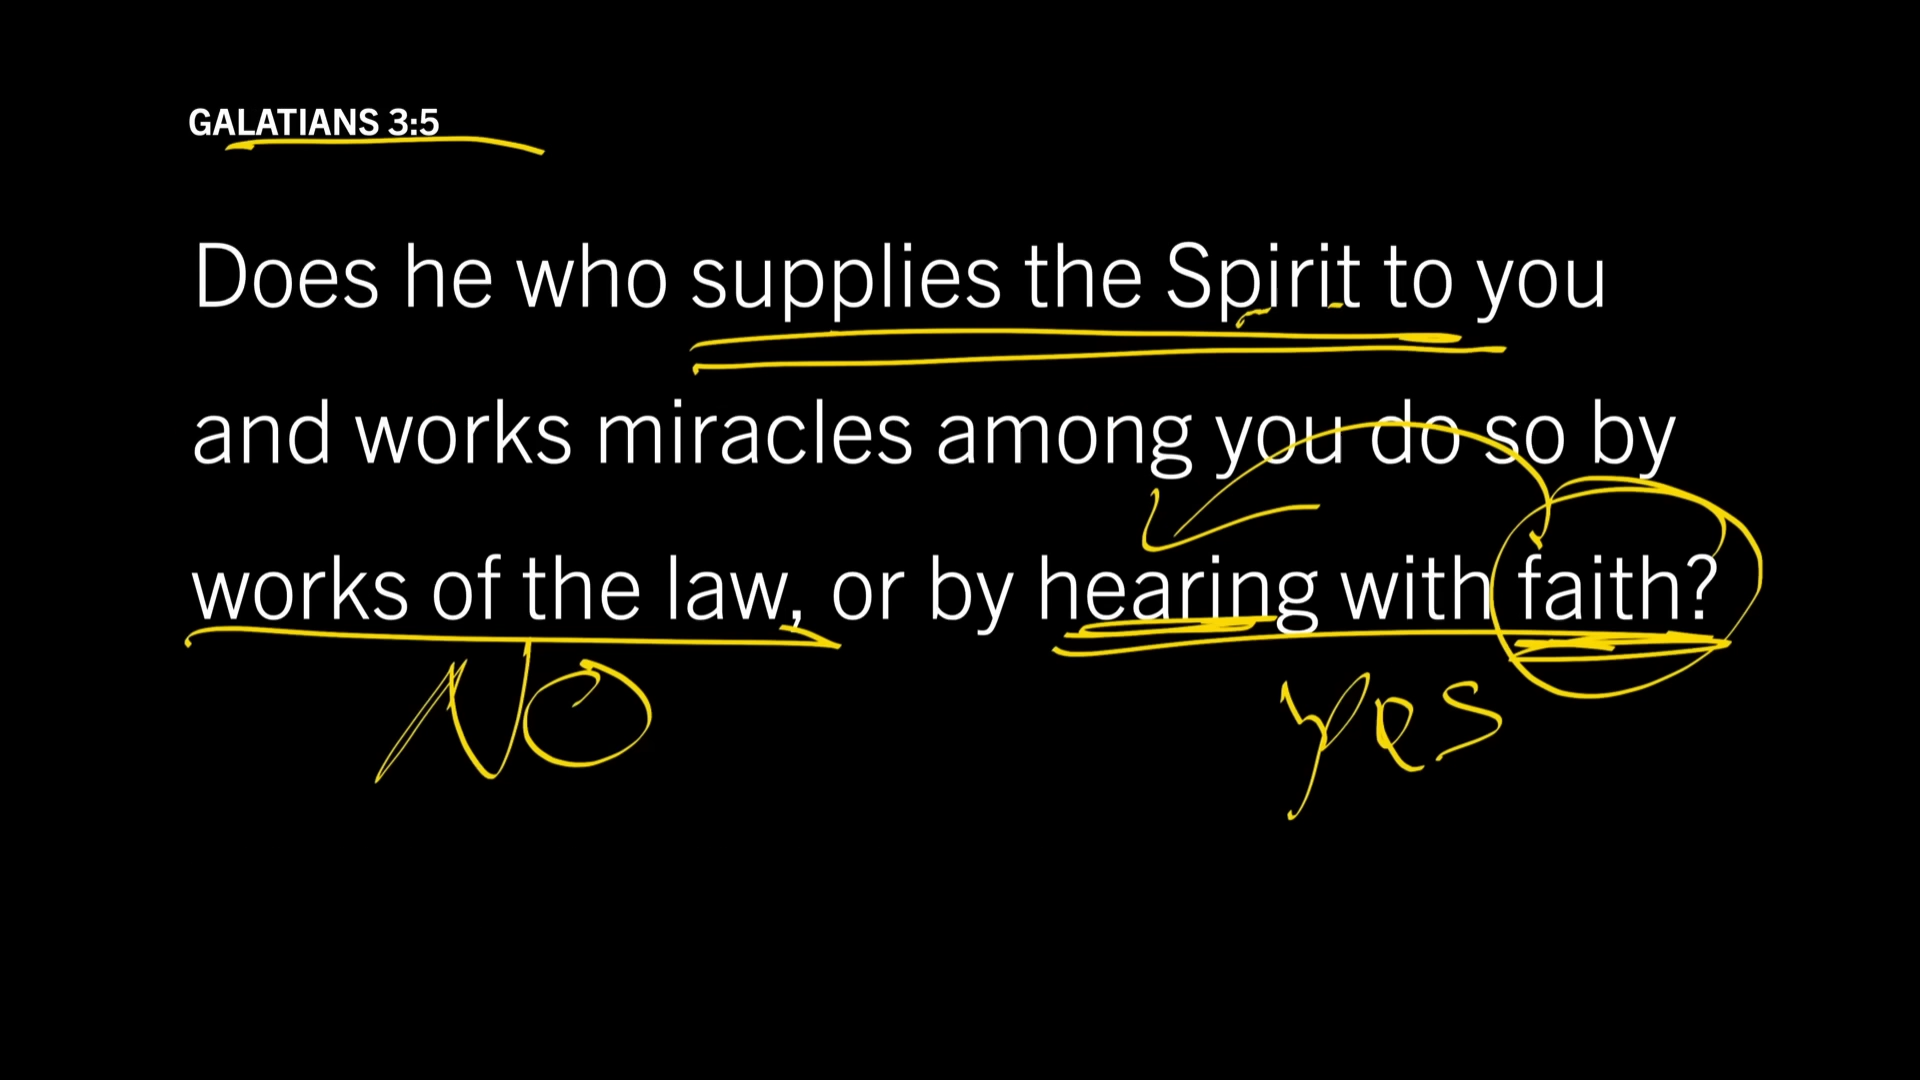 GALATIANS 3:5
Does he who supplies the Spirit to you
and works miracles among you do so by
works of the law, or by hearing with faith?
NO yes